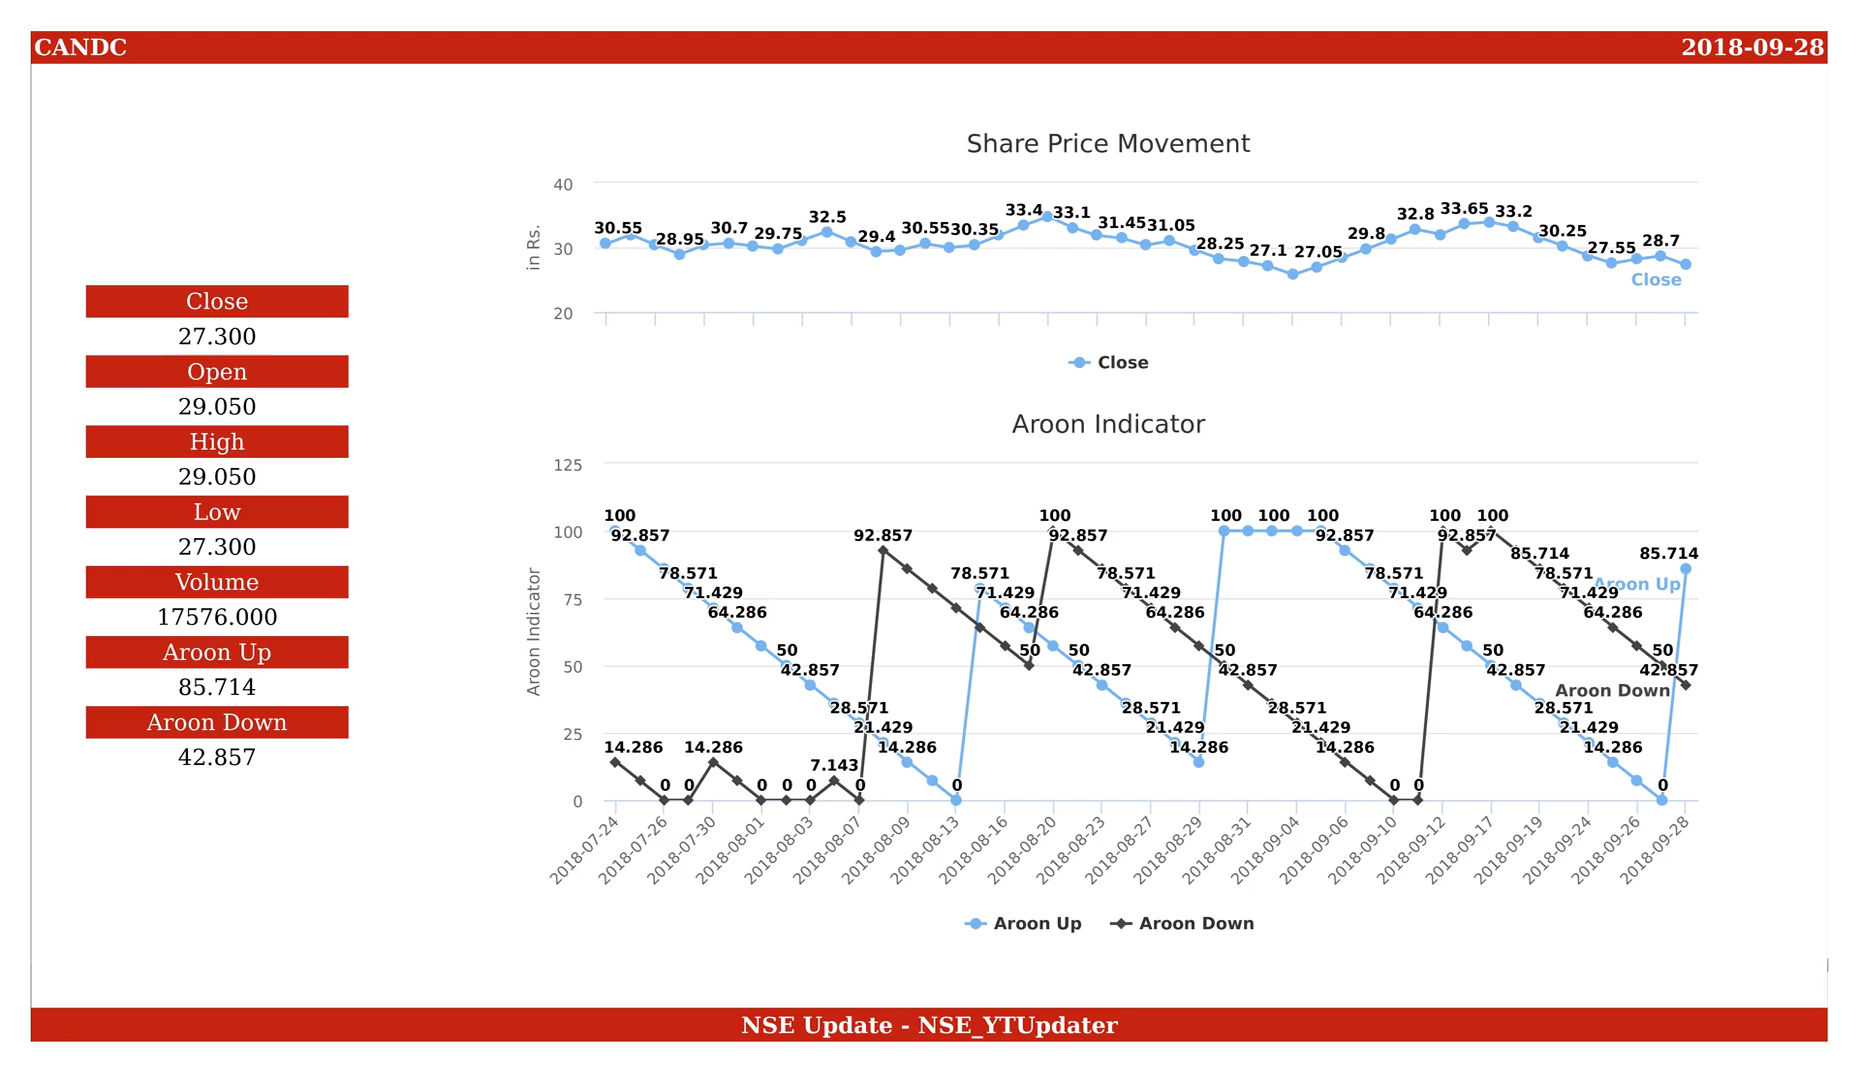 CANDC
2018-09-28
Close
27.300
Open
29.050
High
29.050
Low
27.300
Volume
17576.000
Aroon Up
85.714
Aroon Down
42.857
Share Price Movement
in Rs.
40
30
20
30.55 28.95 30.7 29.75 32.5 29.4 30.55 30.35 33.4 33.1 31.45 31.05 28.25 27.1 27.05 29.8 32.8 33.65 33.2 30.25 27.55 28.7
Close
Close
Aroon Indicator
Aroon Indicator
125
100
75
50
25
0
100 100 100 100 100 100 100
92.857 92.857 92.857 92.857 92.857
85.714 85.714
78.571 78.571 78.571 78.571 78.571
Aroon Up
71.429 71.429 71.429 71.429 71.429
64.286 64.286 64.286 64.286 64.286
50 50 50 50 50 50
42.857 42.857 42.857 42.857 42.857
Aroon Down
28.571 28.571 28.571 28.571
21.429 21.429 21.429 21.429
14.286 14.286 14.286 14.286 14.286 14.286
7.143
0 0 0 0 0 0 0 0 0 0
2018-07-24 2018-07-26 2018-07-30 2018-08-01 2018-08-03 2018-08-07 2018-08-09 2018-08-13 2018-08-16 2018-08-20 2018-08-23 2018-08-27 2018-08-29 2018-08-31 2018-09-04 2018-09-06 2018-09-10 2018-09-12 2018-09-17 2018-09-19 2018-09-24 2018-09-26 2018-09-28
Aroon Up Aroon Down
NSE Update - NSE_YTUpdater